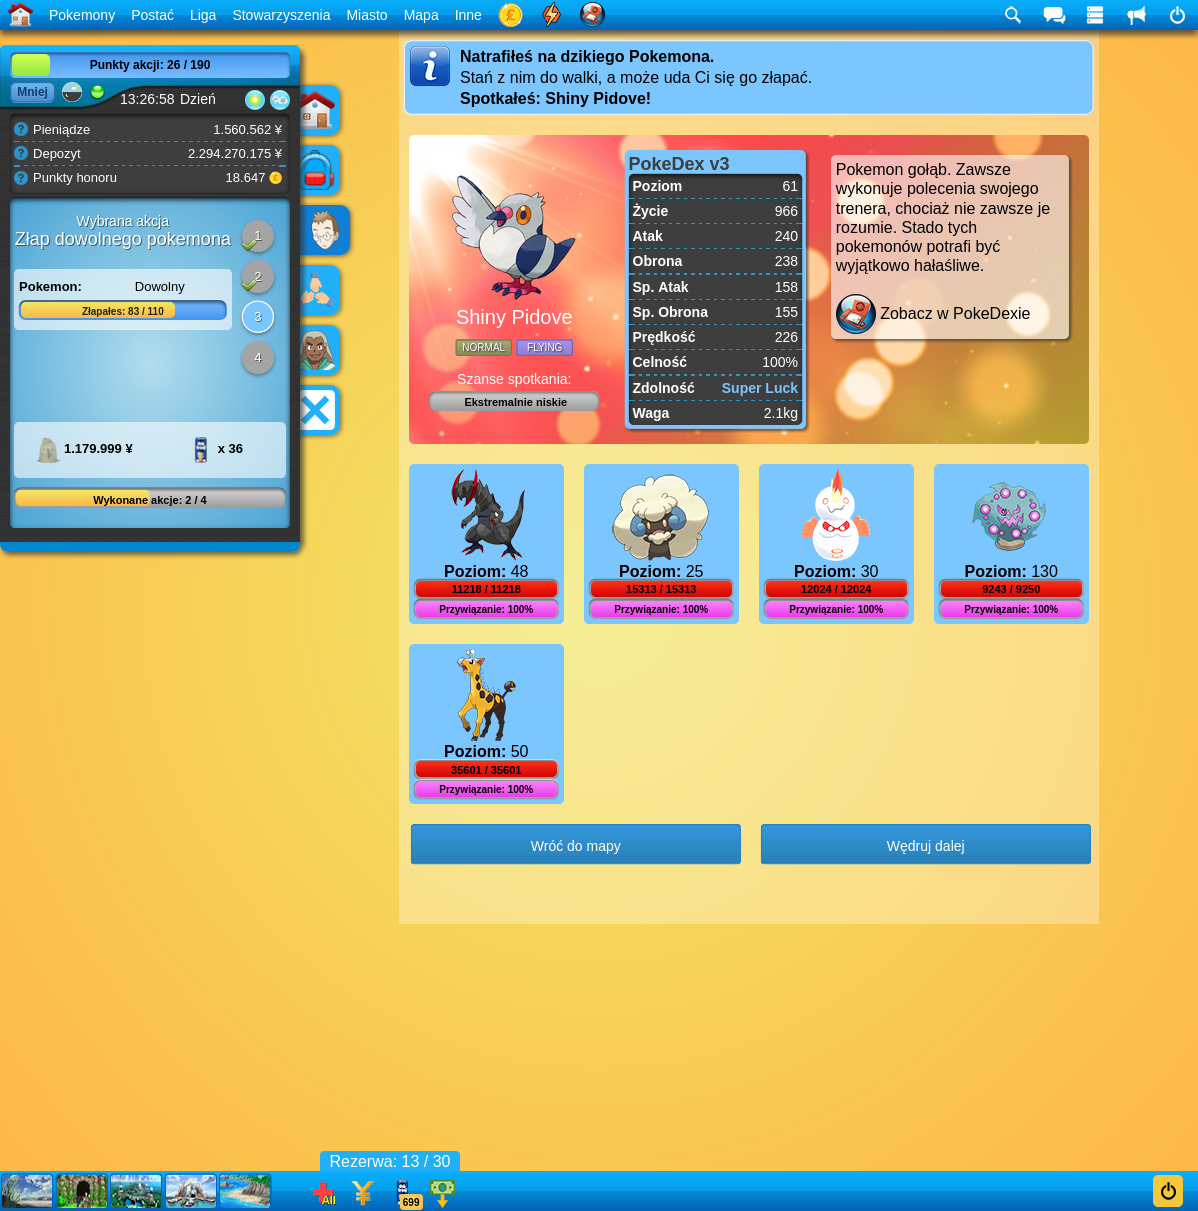 Pokemony Postać Liga Stowarzyszenia Miasto Mapa Inne
Punkty akcji: 26 / 190
Mniej
13:26:58 Dzień
Pieniądze 1.560.562 ¥
Depozyt 2.294.270.175 ¥
Punkty honoru 18.647
Wybrana akcja
Złap dowolnego pokemona
1
2
3
4
Pokemon: Dowolny
Złapałes: 83 / 110
1.179.999 ¥ x 36
Wykonane akcje: 2 / 4
Natrafiłeś na dzikiego Pokemona.
Stań z nim do walki, a może uda Ci się go złapać.
Spotkałeś: Shiny Pidove!
Shiny Pidove
NORMAL FLYING
Szanse spotkania:
Ekstremalnie niskie
PokeDex v3
Poziom 61
Życie 966
Atak 240
Obrona 238
Sp. Atak 158
Sp. Obrona 155
Prędkość 226
Celność 100%
Zdolność Super Luck
Waga 2.1kg
Pokemon gołąb. Zawsze
wykonuje polecenia swojego
trenera, chociaż nie zawsze je
rozumie. Stado tych
pokemonów potrafi być
wyjątkowo hałaśliwe.
Zobacz w PokeDexie
Poziom: 48
11218 / 11218
Przywiązanie: 100%
Poziom: 25
15313 / 15313
Przywiązanie: 100%
Poziom: 30
12024 / 12024
Przywiązanie: 100%
Poziom: 130
9243 / 9250
Przywiązanie: 100%
Poziom: 50
35601 / 35601
Przywiązanie: 100%
Wróć do mapy
Wędruj dalej
Rezerwa: 13 / 30
All
699